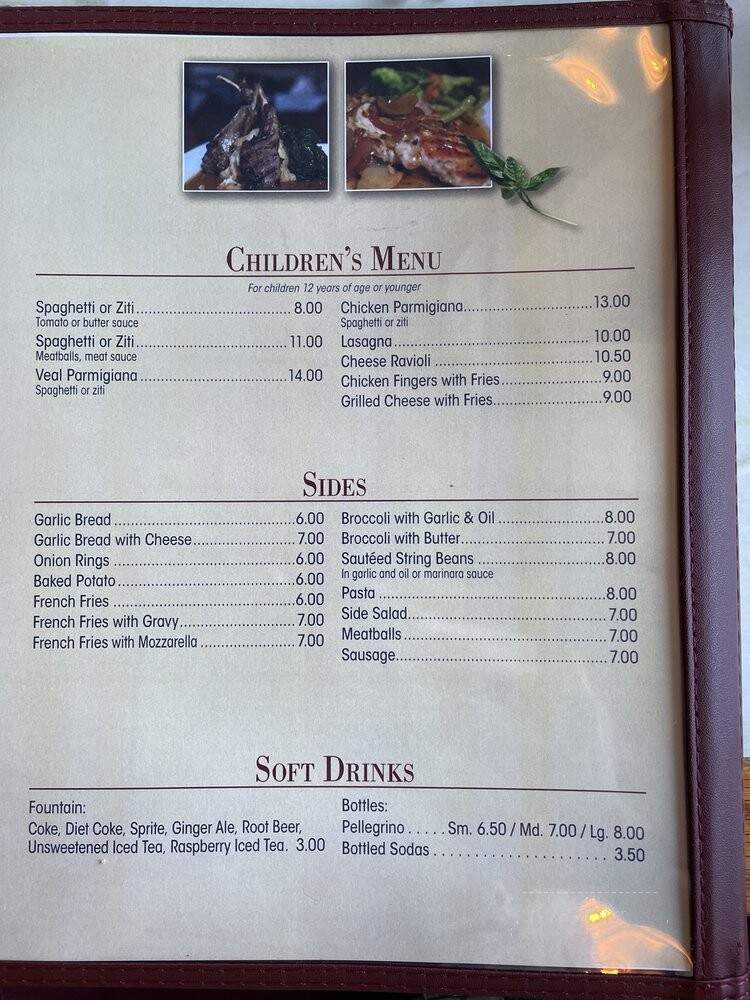 CHILDREN'S MENU
For children 12 years of age or younger
Spaghetti or Ziti 8.00
Tomato or butter sauce
Spaghetti or Ziti 11.00
Meatballs, meat sauce
Veal Parmigiana 14.00
Spaghetti or ziti
Chicken Parmigiana 13.00
Spaghetti or ziti
Lasagna 10.00
Cheese Ravioli 10.50
Chicken Fingers with Fries 9.00
Grilled Cheese with Fries 9.00
SIDES
Garlic Bread 6.00
Garlic Bread with Cheese 7.00
Onion Rings 6.00
Baked Potato 6.00
French Fries 6.00
French Fries with Gravy 7.00
French Fries with Mozzarella 7.00
Broccoli with Garlic & Oil 8.00
Broccoli with Butter 7.00
Sautéed String Beans 8.00
In garlic and oil or marinara sauce
Pasta 8.00
Side Salad 7.00
Meatballs 7.00
Sausage 7.00
SOFT DRINKS
Fountain:
Coke, Diet Coke, Sprite, Ginger Ale, Root Beer,
Unsweetened Iced Tea, Raspberry Iced Tea. 3.00
Bottles:
Pellegrino ..... Sm. 6.50 / Md. 7.00 / Lg. 8.00
Bottled Sodas 3.50